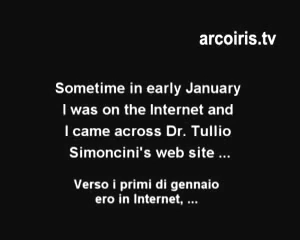 arcoiris.tv
Sometime in early January
I was on the Internet and
I came across Dr. Tullio
Simoncini's web site ...
Verso i primi di gennaio
ero in Internet, ...